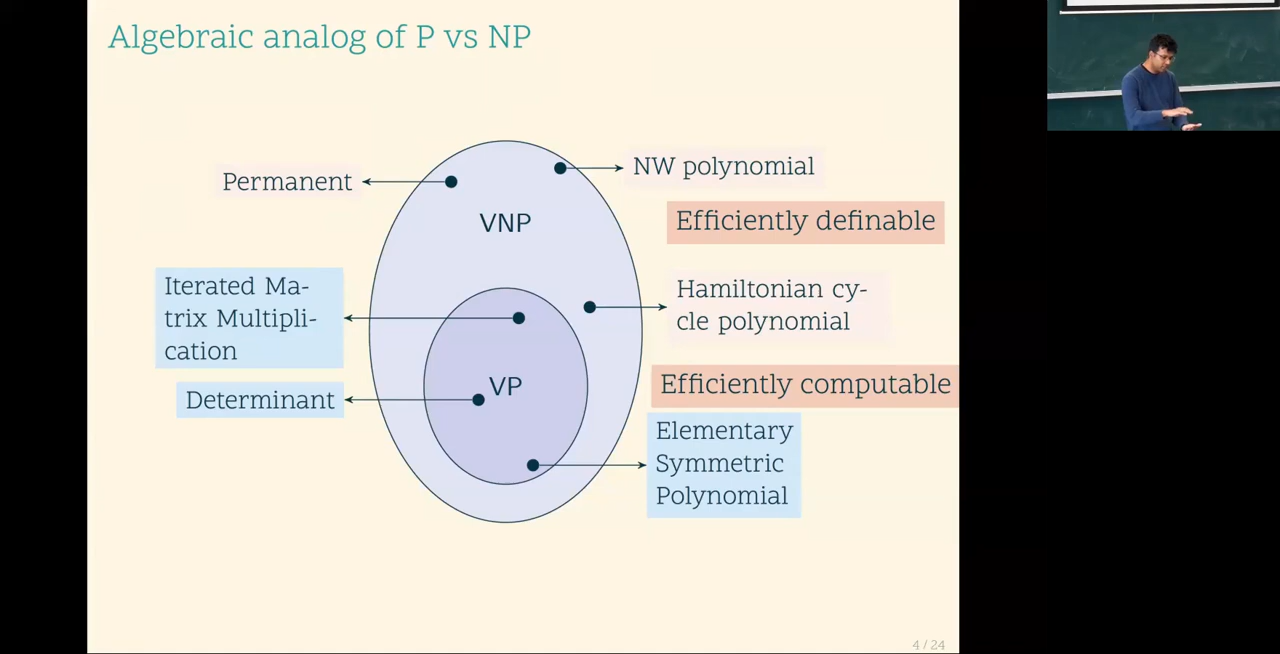 Algebraic analog of P vs NP
Permanent
NW polynomial
VNP
Efficiently definable
Iterated Ma-
trix Multipli-
cation
Hamiltonian cy-
cle polynomial
VP
Efficiently computable
Determinant
Elementary
Symmetric
Polynomial
4 / 24